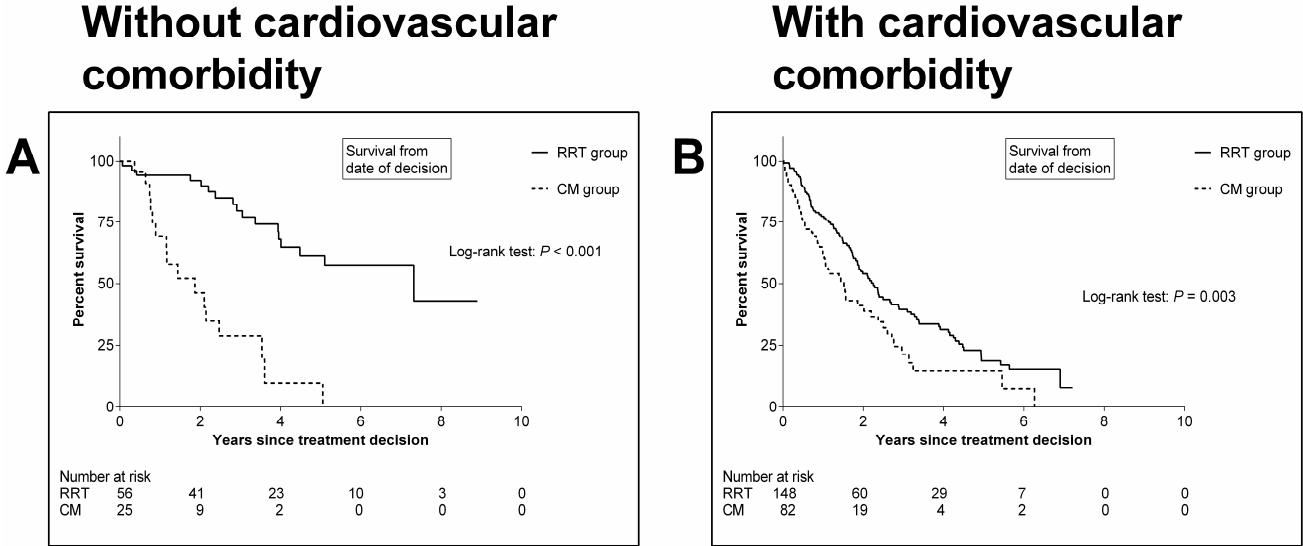 Without cardiovascular
comorbidity
With cardiovascular
comorbidity
A
Survival from
date of decision
RRT group
CM group
Log-rank test: P < 0.001
Percent survival
100
75
50
25
0
0 2 4 6 8 10
Years since treatment decision
Number at risk
RRT 56 41 23 10 3 0
CM 25 9 2 0 0 0
B
Survival from
date of decision
RRT group
CM group
Log-rank test: P = 0.003
Percent survival
100
75
50
25
0
0 2 4 6 8 10
Years since treatment decision
Number at risk
RRT 148 60 29 7 0 0
CM 82 19 4 2 0 0